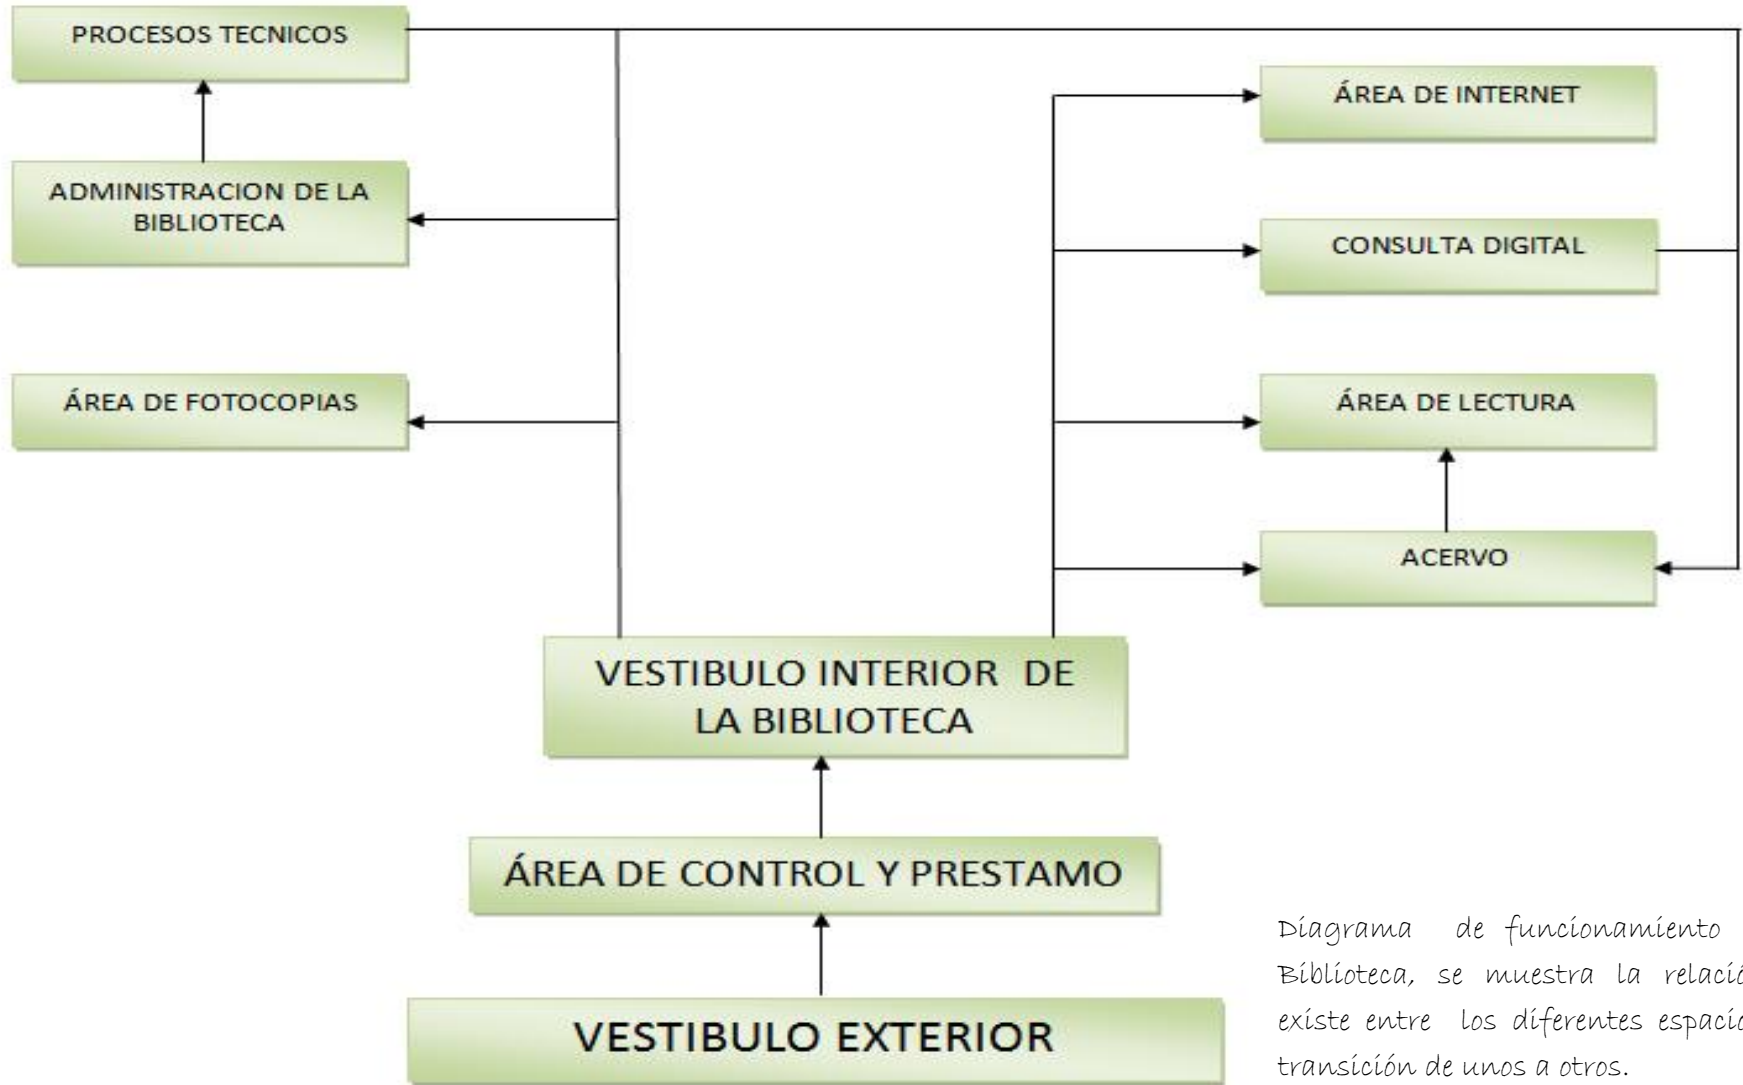 PROCESOS TECNICOS
ADMINISTRACION DE LA
BIBLIOTECA
ÁREA DE FOTOCOPIAS
ÁREA DE INTERNET
CONSULTA DIGITAL
ÁREA DE LECTURA
ACERVO
VESTIBULO INTERIOR DE
LA BIBLIOTECA
ÁREA DE CONTROL Y PRESTAMO
VESTIBULO EXTERIOR
Diagrama de funcionamiento
Biblioteca, se muestra la
existe entre los diferentes
transición de unos a otros.